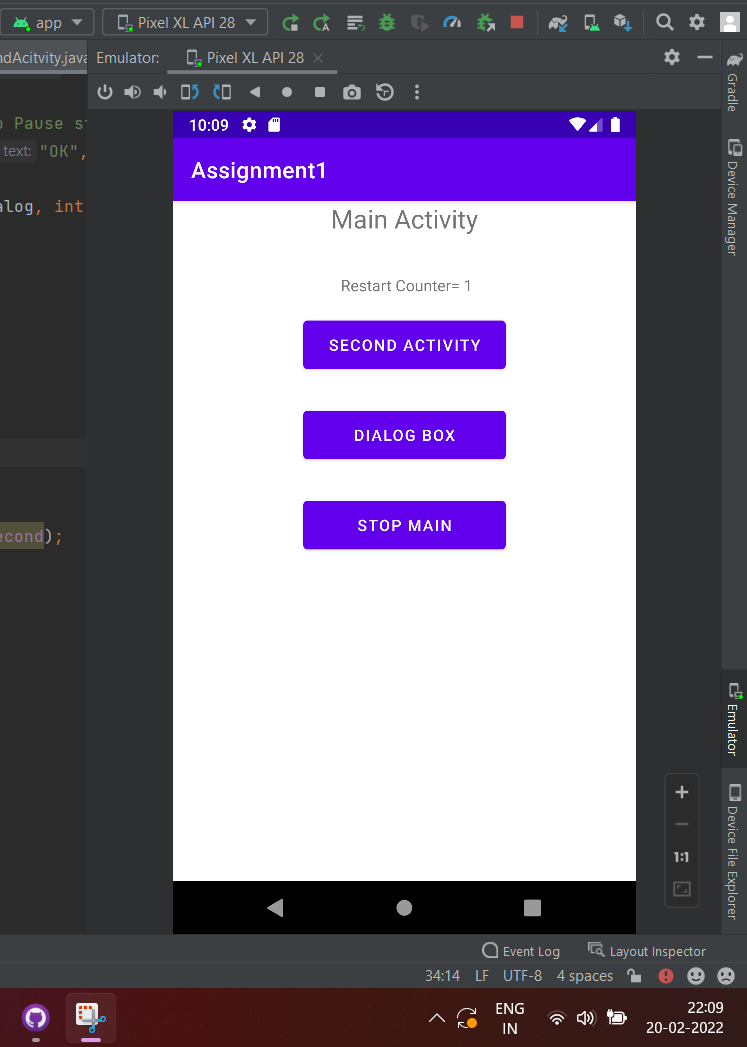 app
Pixel XL API 28
ndAcitvity.java
Emulator:
Pixel XL API 28
10:09
Assignment1
Main Activity
Restart Counter= 1
SECOND ACTIVITY
DIALOG BOX
STOP MAIN
o Pause st
text: "OK",
alog, int
econd);
Gradle
Device Manager
Emulator
Device File Explorer
1:1
Event Log
Layout Inspector
34:14 LF UTF-8 4 spaces
ENG
IN
22:09
20-02-2022